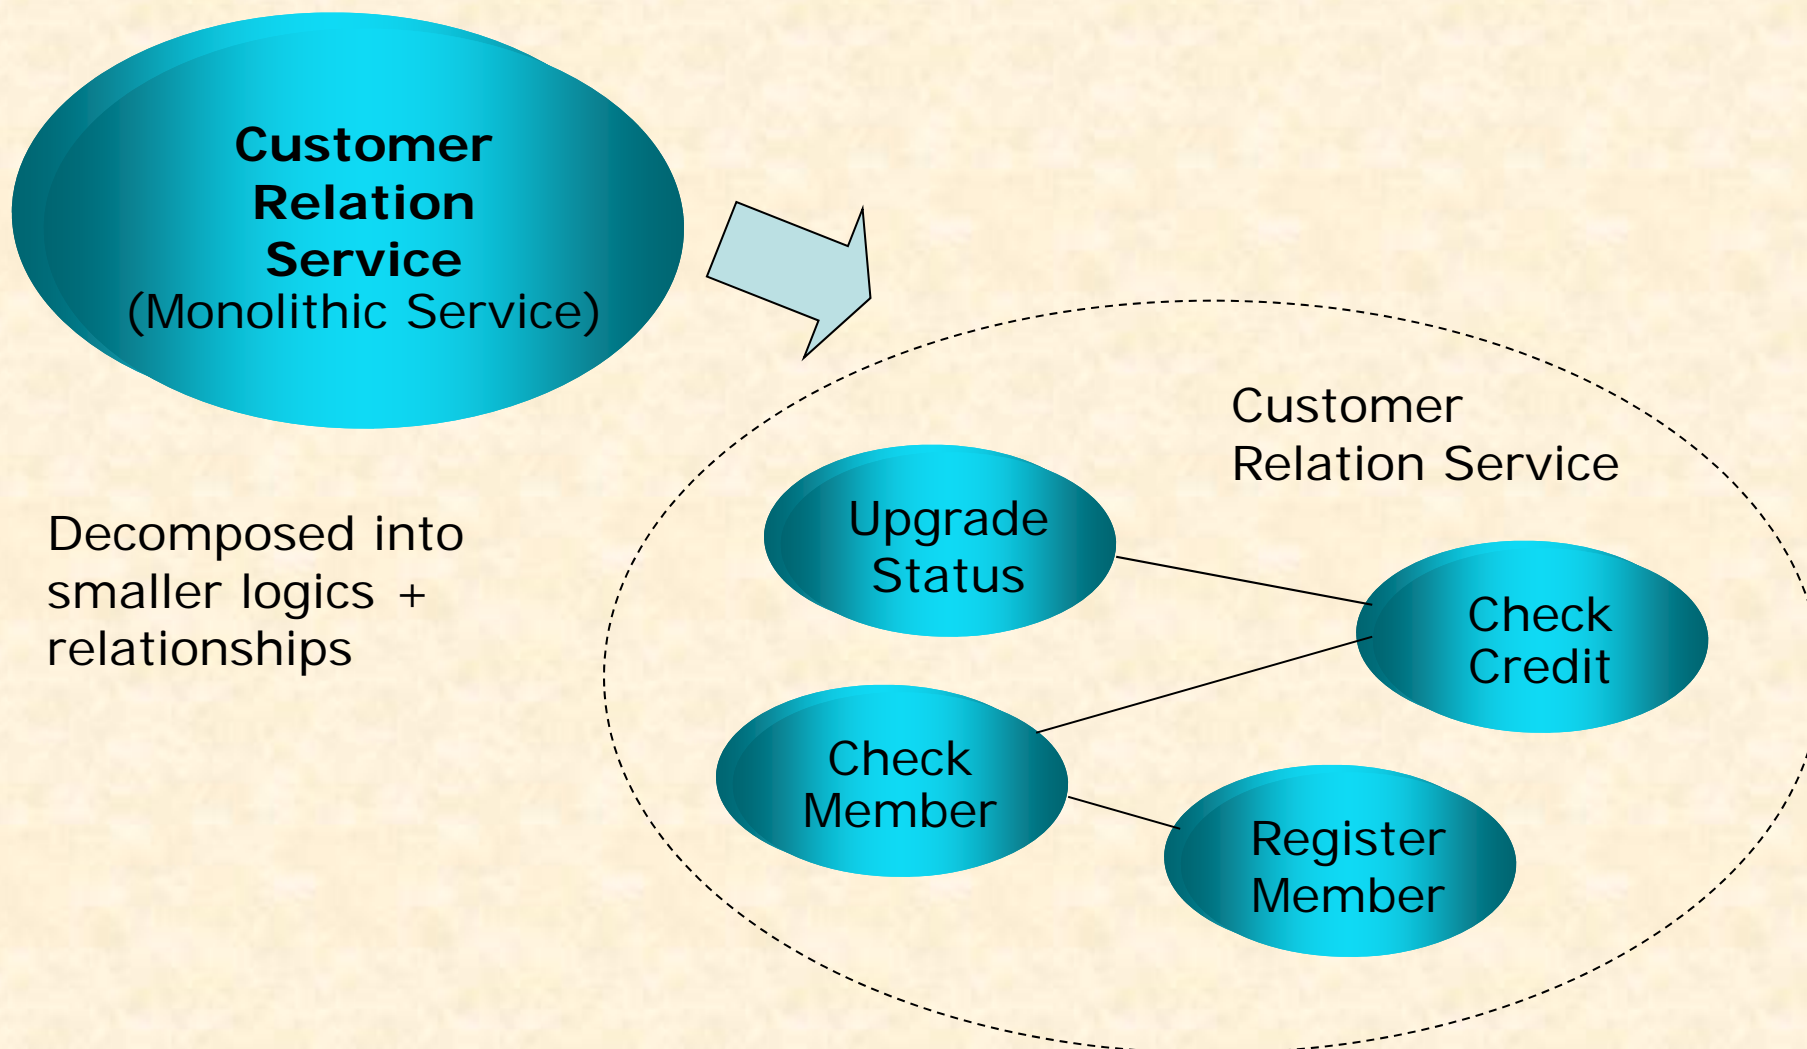 Customer
Relation
Service
(Monolithic Service)
Decomposed into
smaller logics +
relationships
Customer
Relation Service
Upgrade
Status
Check
Credit
Check
Member
Register
Member